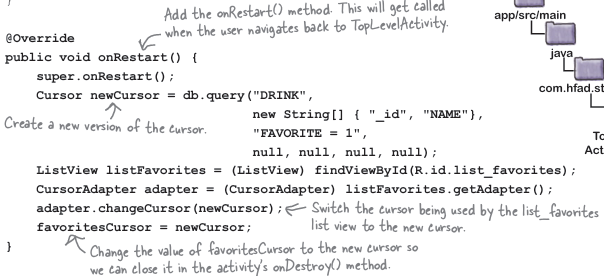 }
Add the onRestart() method. This will get called
when the user navigates back to TopLevelActivity.
app/src/main
java
com.hfad.st
To
Act
@Override
public void onRestart() {
super.onRestart();
Cursor newCursor = db.query("DRINK",
new String[] { "_id", "NAME"},
Create a new version of the cursor.
"FAVORITE = 1",
null, null, null, null);
ListView listFavorites = (ListView) findViewById(R.id.list_favorites);
CursorAdapter adapter = (CursorAdapter) listFavorites.getAdapter();
adapter.changeCursor(newCursor);
Switch the cursor being used by the list_favorites
list view to the new cursor.
favoritesCursor = newCursor;
}
Change the value of favoritesCursor to the new cursor so
we can close it in the activity's onDestroy() method.